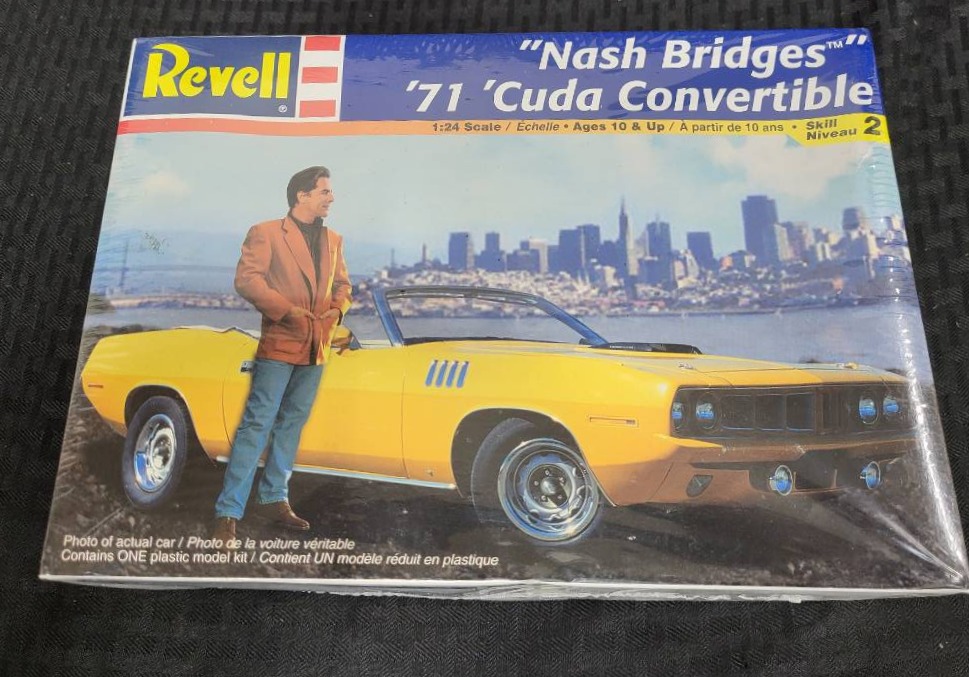 Revell®
"Nash Bridges™"
'71 'Cuda Convertible
1:24 Scale / Échelle • Ages 10 & Up / À partir de 10 ans • Skill Niveau 2
Photo of actual car / Photo de la voiture véritable
Contains ONE plastic model kit / Contient UN modèle réduit en plastique